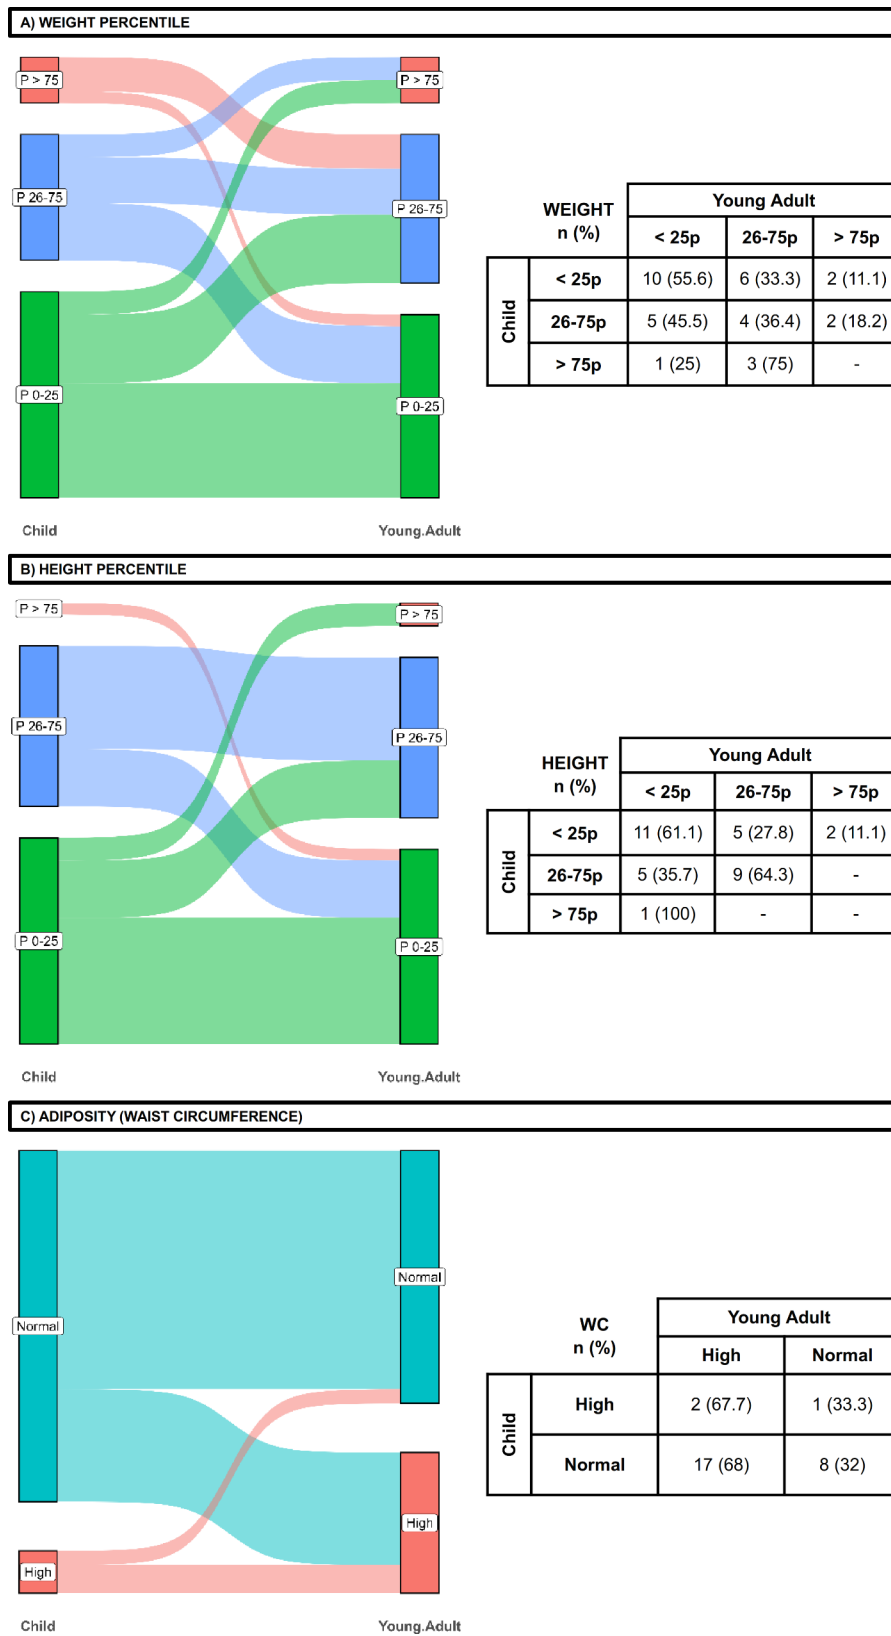 A) WEIGHT PERCENTILE
P > 75
P > 75
P 26-75
P 26-75
P 0-25
P 0-25
Child
Young.Adult
WEIGHT
n (%)
Young Adult
< 25p
26-75p
> 75p
Child
< 25p
10 (55.6)
6 (33.3)
2 (11.1)
26-75p
5 (45.5)
4 (36.4)
2 (18.2)
> 75p
1 (25)
3 (75)
-
B) HEIGHT PERCENTILE
P > 75
P > 75
P 26-75
P 26-75
P 0-25
P 0-25
Child
Young.Adult
HEIGHT
n (%)
Young Adult
< 25p
26-75p
> 75p
Child
< 25p
11 (61.1)
5 (27.8)
2 (11.1)
26-75p
5 (35.7)
9 (64.3)
-
> 75p
1 (100)
-
-
C) ADIPOSITY (WAIST CIRCUMFERENCE)
Normal
Normal
High
High
Child
Young.Adult
WC
n (%)
Young Adult
High
Normal
Child
High
2 (67.7)
1 (33.3)
Normal
17 (68)
8 (32)